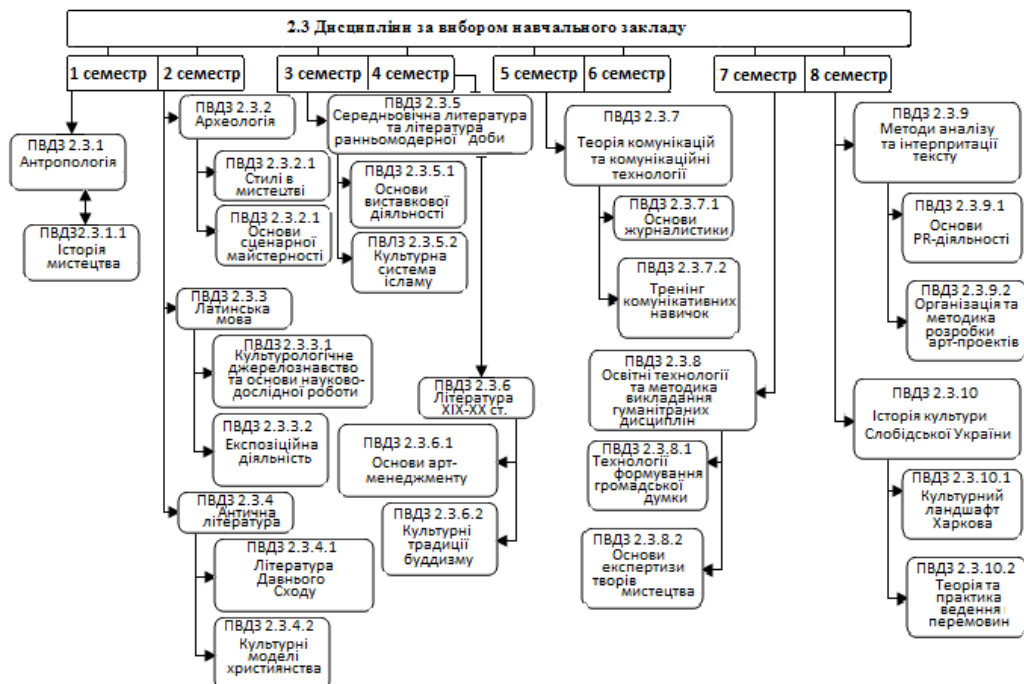 2.3 Дисципліни за вибором навчального закладу
1 семестр
2 семестр
3 семестр
4 семестр
5 семестр
6 семестр
7 семестр
8 семестр
ПВДЗ 2.3.1
Антропологія
ПВДЗ2.3.1.1
Історія
мистецтва
ПВДЗ 2.3.2
Археологія
ПВДЗ 2.3.2.1
Стилі в
мистецтві
ПВДЗ 2.3.2.1
Основи
сценарної
майстерності
ПВДЗ 2.3.3
Латинська
мова
ПВДЗ 2.3.3.1
Культурологічне
джерелознавство
та основи науково-
дослідної роботи
ПВДЗ 2.3.3.2
Експозиційна
діяльність
ПВДЗ 2.3.4
Антична
література
ПВДЗ 2.3.4.1
Література
Давнього
Сходу
ПВДЗ 2.3.4.2
Культурні
моделі
християнства
ПВДЗ 2.3.5
Середньовічна литература
та література
ранньомодерної доби
ПВДЗ 2.3.5.1
Основи
виставкової
діяльності
ПВЛЗ 2.3.5.2
Культурна
система
ісламу
ПВДЗ 2.3.6
Література
XIX-XX ст.
ПВДЗ 2.3.6.1
Основи арт-
менеджменту
ПВДЗ 2.3.6.2
Культурні
традиції
буддизму
ПВДЗ 2.3.7
Теорія комунікацій
та комунікаційні
технології
ПВДЗ 2.3.7.1
Основи
журналистики
ПВДЗ 2.3.7.2
Тренінг
комунікативних
навичок
ПВДЗ 2.3.8
Освітні технології
та методика
викладання
гуманітраних
дисциплін
ПВДЗ 2.3.8.1
Технології
формування
громадської
думки
ПВДЗ 2.3.8.2
Основи
експертизи
творів
мистецтва
ПВДЗ 2.3.9
Методи аналізу
та інтерпритації
тексту
ПВДЗ 2.3.9.1
Основи
PR-діяльності
ПВДЗ 2.3.9.2
Організація та
методика
розробки
арт-проектів
ПВДЗ 2.3.10
Історія культури
Слобідської України
ПВДЗ 2.3.10.1
Культурний
ландшафт
Харкова
ПВДЗ 2.3.10.2
Теорія та
практика
ведення
перемовин